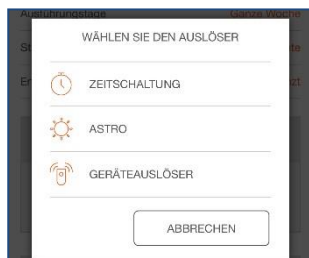 Ausführungstage Ganze Woche
WÄHLEN SIE DEN AUSLÖSER
ZEITSCHALTUNG
ASTRO
GERÄTEAUSLÖSER
ABBRECHEN